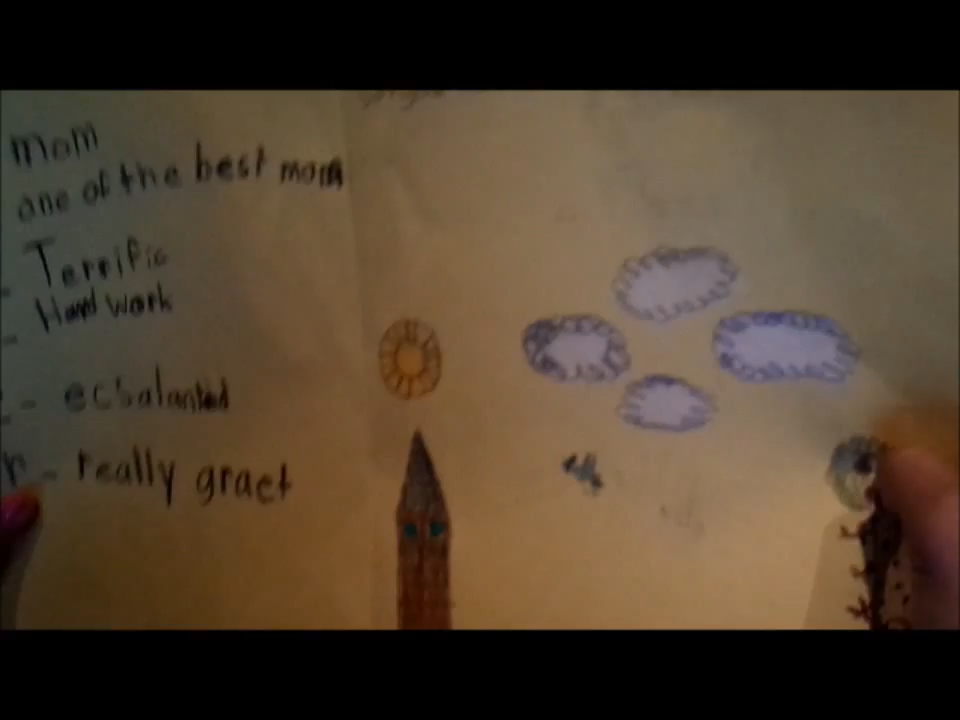 mom
one of the best mom
- Terrific
- Hard work
- ecsalanted
r - really graet